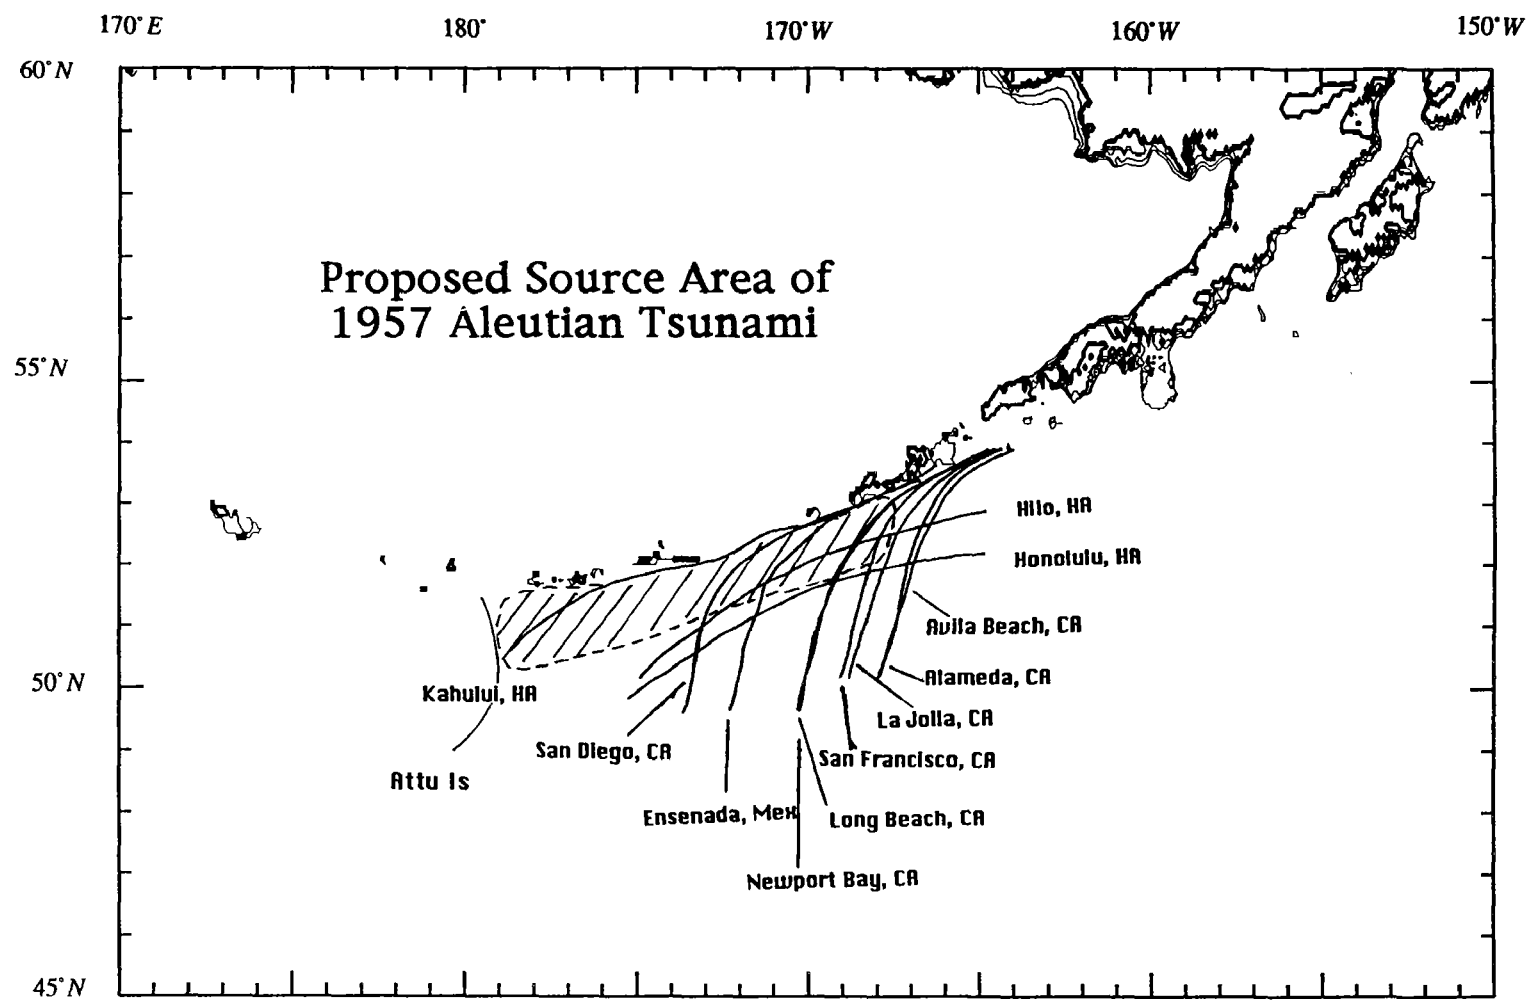 170°E 180° 170°W 160°W 150°W
60°N
Proposed Source Area of
1957 Aleutian Tsunami
55°N
Hilo, HA
Honolulu, HA
Avila Beach, CA
50°N
Alameda, CA
Kahului, HA
La Jolla, CA
San Diego, CA
San Francisco, CA
Attu Is
Ensenada, Mex
Long Beach, CA
Newport Bay, CA
45°N